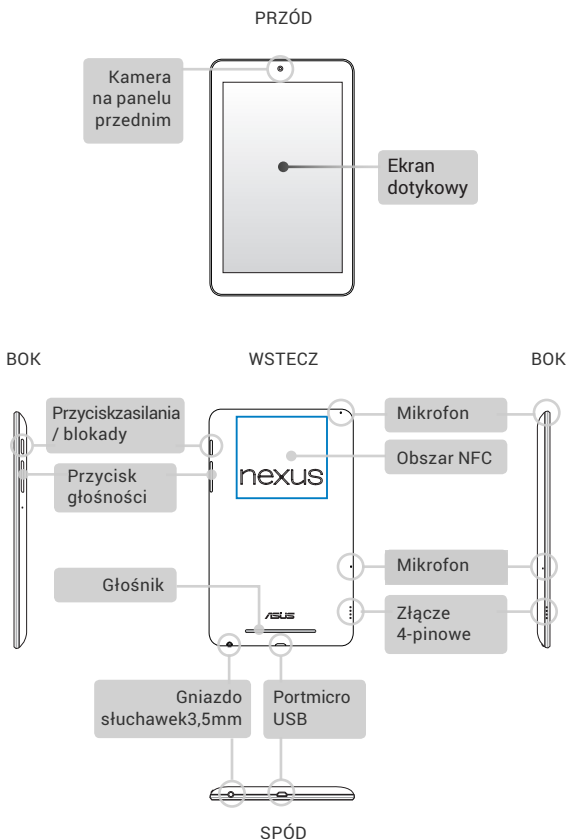 PRZÓD
Kamera
na panelu
przednim
Ekran
dotykowy
BOK
WSTECZ
BOK
Przyciskzasilania
/ blokady
Mikrofon
nexus
Obszar NFC
Przycisk
głośności
Mikrofon
Głośnik
ASUS
Złącze
4-pinowe
Gniazdo
słuchawek3,5mm
Portmicro
USB
SPÓD